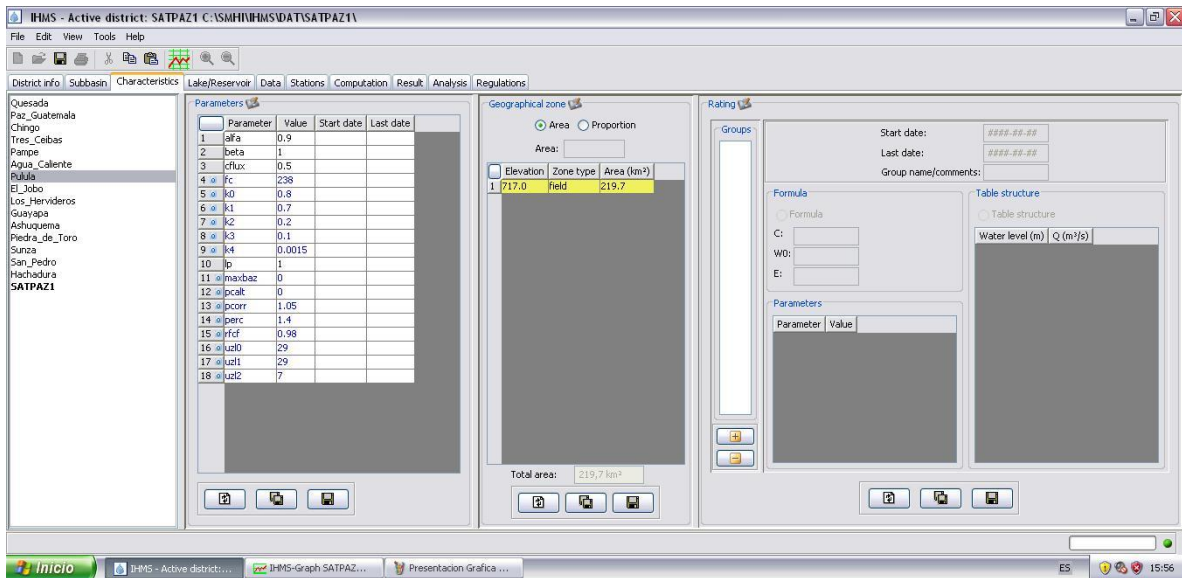 IHMS - Active district: SATPAZ1 C:\SMHI\IHMS\DAT\SATPAZ1\
File Edit View Tools Help
District info Subbasin Characteristics Lake/Reservoir Data Stations Computation Result Analysis Regulations
Quesada
Paz_Guatemala
Chingo
Tres_Ceibas
Pampe
Agua_Caliente
Pulula
El_Jobo
Los_Hervideros
Guayapa
Ashuquema
Piedra_de_Toro
Sunza
San_Pedro
Hachadura
SATPAZ1
Parameters
Parameter Value Start date Last date
1 alfa 0.9
2 beta 1
3 cflux 0.5
4 fc 238
5 k0 0.8
6 k1 0.7
7 k2 0.2
8 k3 0.1
9 k4 0.0015
10 lp 1
11 maxbaz 0
12 pcalt 0
13 pcorr 1.05
14 perc 1.4
15 rfcf 0.98
16 uzl0 29
17 uzl1 29
18 uzl2 7
Geographical zone
Area Proportion
Area:
Elevation Zone type Area (km²)
1 717.0 field 219.7
Total area: 219,7 km²
Rating
Groups
Start date: ####-##-##
Last date: ####-##-##
Group name/comments:
Formula
Formula
C:
W0:
E:
Parameters
Parameter Value
Table structure
Table structure
Water level (m) Q (m³/s)
Inicio IHMS - Active district:... IHMS-Graph SATPAZ... Presentacion Grafica ... ES 15:56